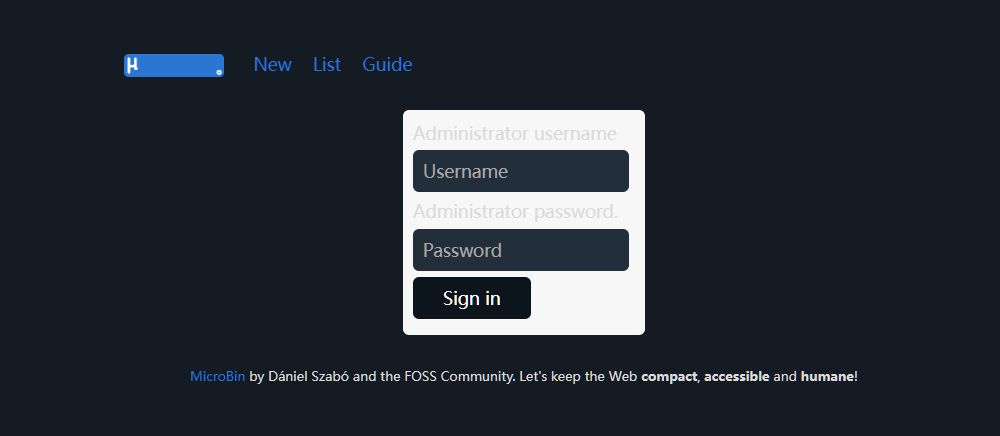 μ
New List Guide
Administrator username
Username
Administrator password.
Password
Sign in
MicroBin by Dániel Szabó and the FOSS Community. Let's keep the Web compact, accessible and humane!